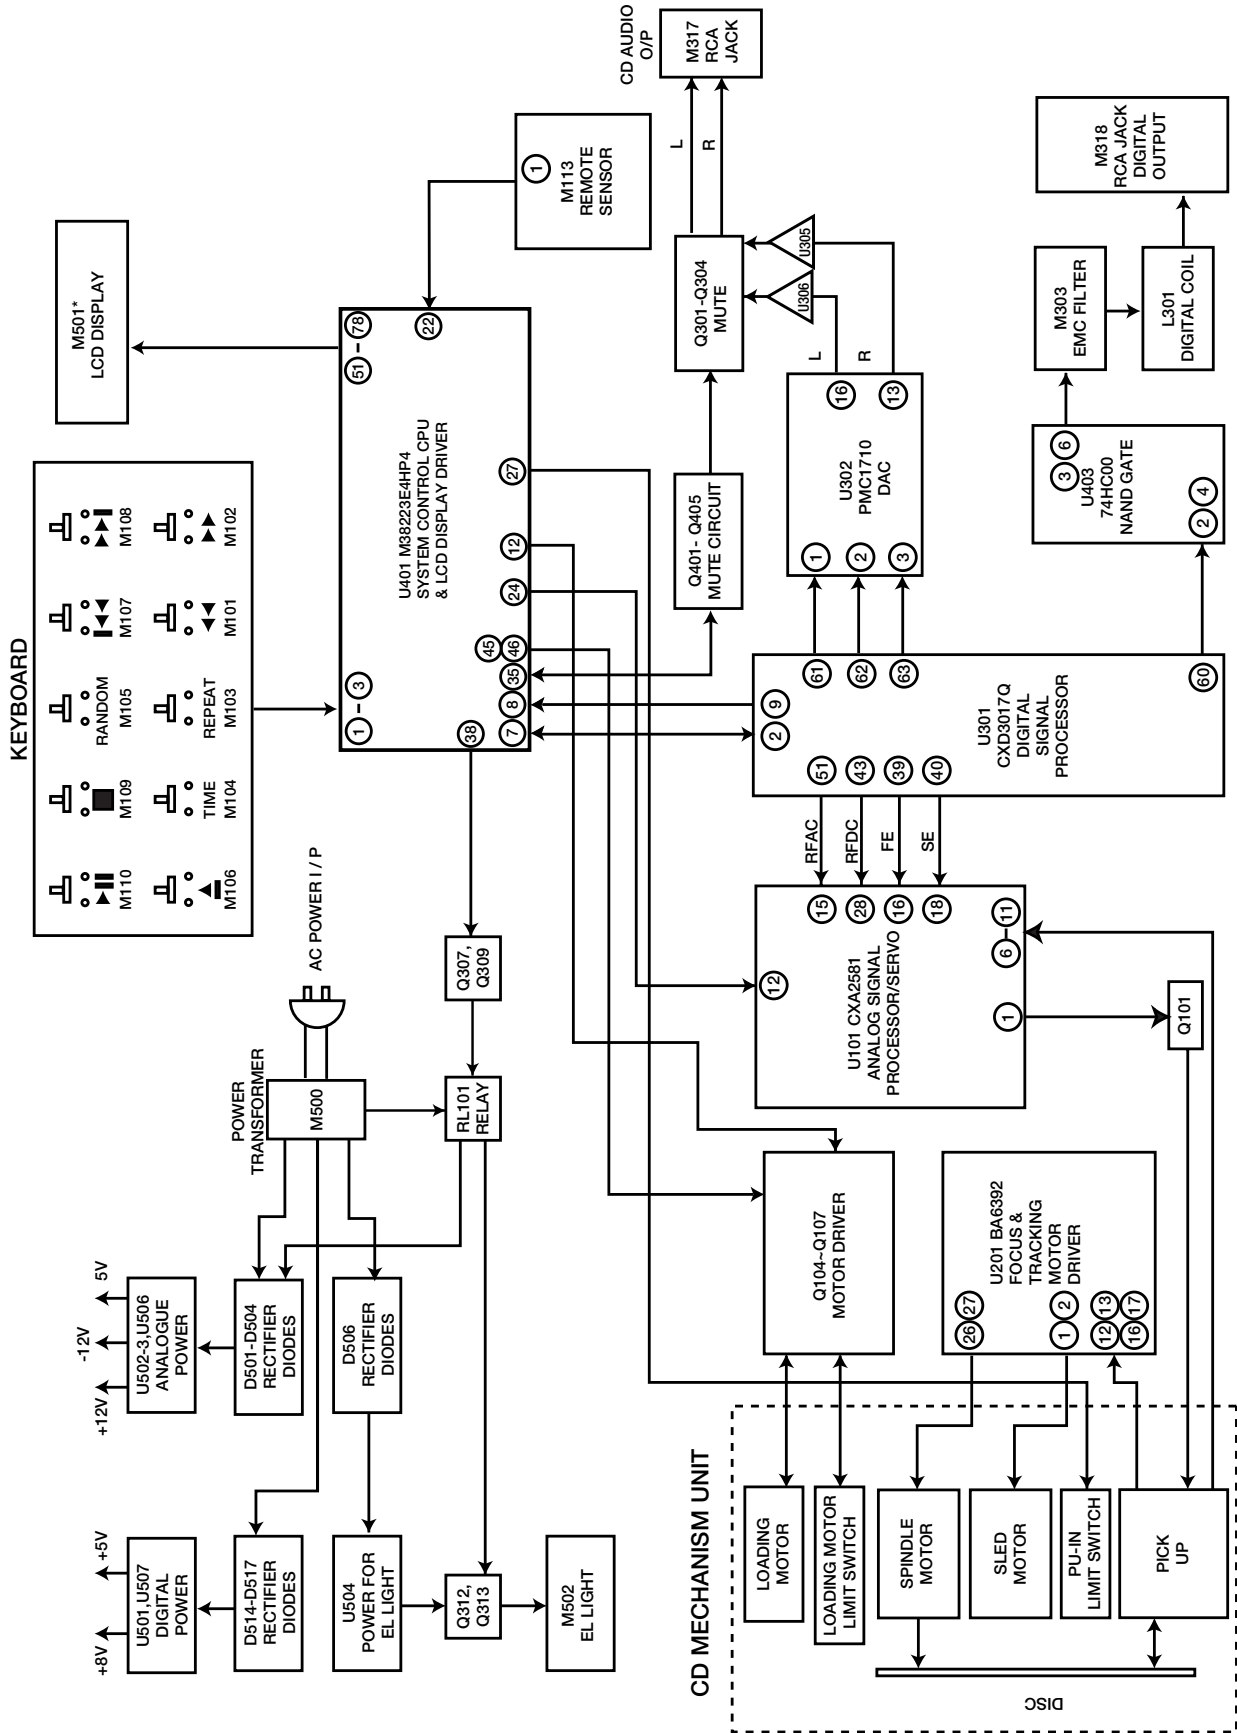 KEYBOARD
M110
M109
RANDOM
M105
M107
M108
M106
TIME
M104
REPEAT
M103
M101
M102
M501*
LCD DISPLAY
CD AUDIO
O/P
M317
RCA
JACK
L
R
1
M113
REMOTE
SENSOR
U401 M38223E4HP4
SYSTEM CONTROL CPU
& LCD DISPLAY DRIVER
1
3
51
78
22
38
7
8
35
46
45
24
12
27
AC POWER I / P
POWER
TRANSFORMER
M500
Q307,
Q309
RL101
RELAY
+12V
-12V
5V
U502-3,U506
ANALOGUE
POWER
D501-D504
RECTIFIER
DIODES
D506
RECTIFIER
DIODES
+8V
+5V
U501,U507
DIGITAL
POWER
D514-D517
RECTIFIER
DIODES
U504
POWER FOR
EL LIGHT
Q312,
Q313
M502
EL LIGHT
Q401- Q405
MUTE CIRCUIT
Q301-Q304
MUTE
U306
U305
L
R
U302
PMC1710
DAC
1
2
3
16
13
U301
CXD3017Q
DIGITAL
SIGNAL
PROCESSOR
2
9
61
62
63
60
51
43
39
40
RFAC
RFDC
FE
SE
U101 CXA2581
ANALOG SIGNAL
PROCESSOR/SERVO
12
15
28
16
18
1
6
11
Q101
U403
74HC00
NAND GATE
3
6
2
4
M303
EMC FILTER
L301
DIGITAL COIL
M318
RCA JACK
DIGITAL
OUTPUT
Q104~Q107
MOTOR DRIVER
U201 BA6392
FOCUS &
TRACKING
MOTOR
DRIVER
26
27
1
2
12
13
16
17
CD MECHANISM UNIT
LOADING
MOTOR
LOADING MOTOR
LIMIT SWITCH
SPINDLE
MOTOR
SLED
MOTOR
PU-IN
LIMIT SWITCH
PICK
UP
DISC